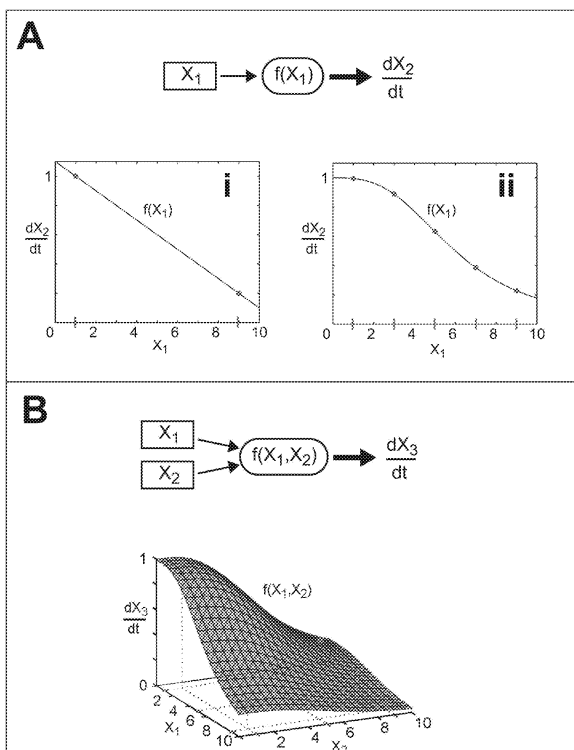 A
X₁ f(X₁) dX₂/dt
i
1
f(X₁)
dX₂/dt
0 2 4 6 8 10
X₁
ii
1
f(X₁)
dX₂/dt
0 2 4 6 8 10
X₁
B
X₁
X₂
f(X₁,X₂) dX₃/dt
1
f(X₁,X₂)
dX₃/dt
0
2 4 6 8 10
X₁
2 4 6 8 10
X₂